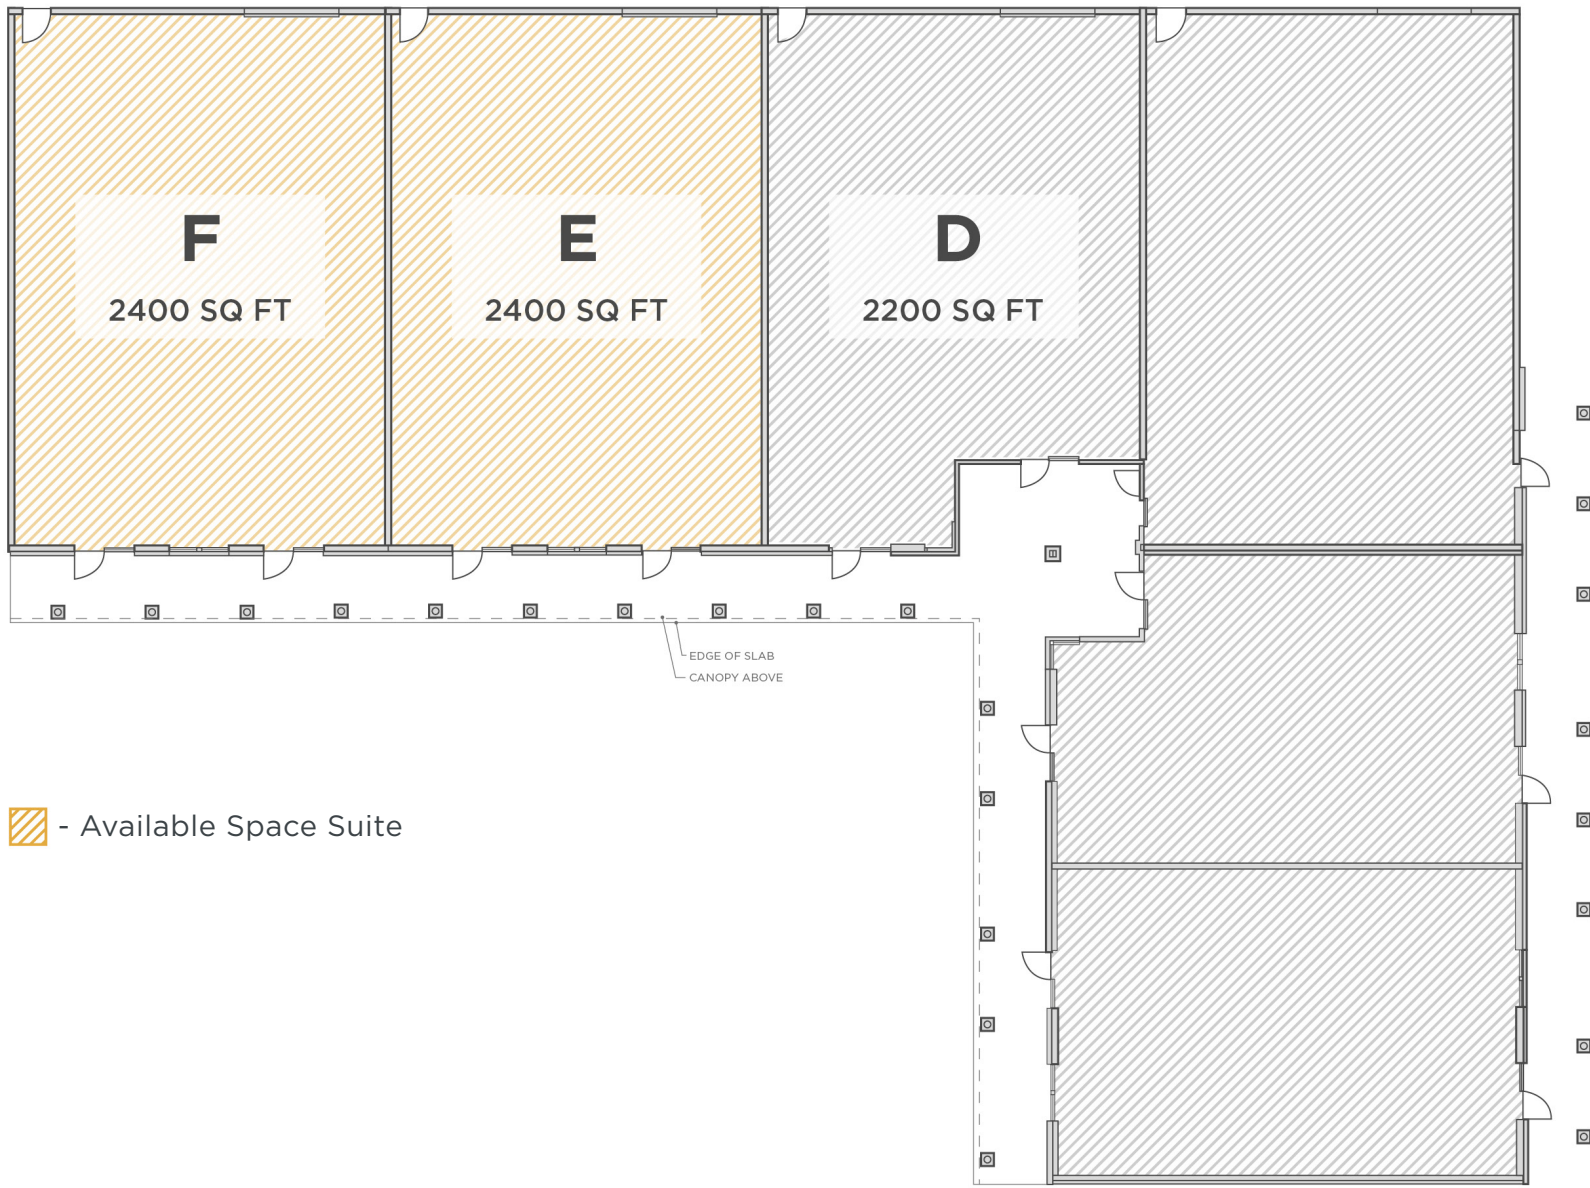 F
2400 SQ FT
E
2400 SQ FT
D
2200 SQ FT
EDGE OF SLAB
CANOPY ABOVE
- Available Space Suite